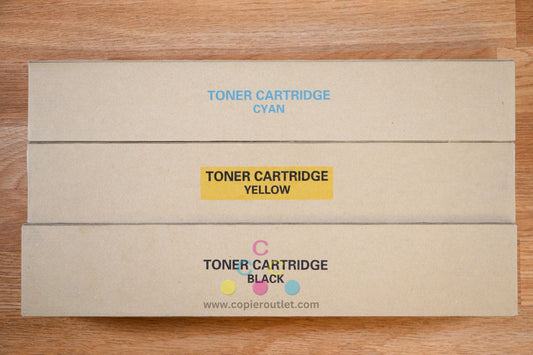 TONER CARTRIDGE
CYAN
TONER CARTRIDGE
YELLOW
C
C C
TONER CARTRIDGE
BLACK
www.copieroutlet.com